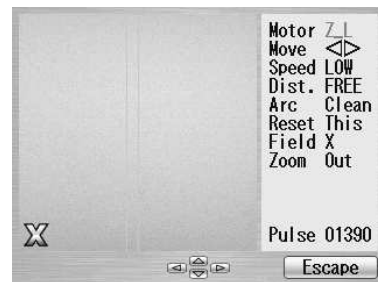 Motor Z_L
Move ◁▷
Speed LOW
Dist. FREE
Arc Clean
Reset This
Field X
Zoom Out
X
Pulse 01390
Escape